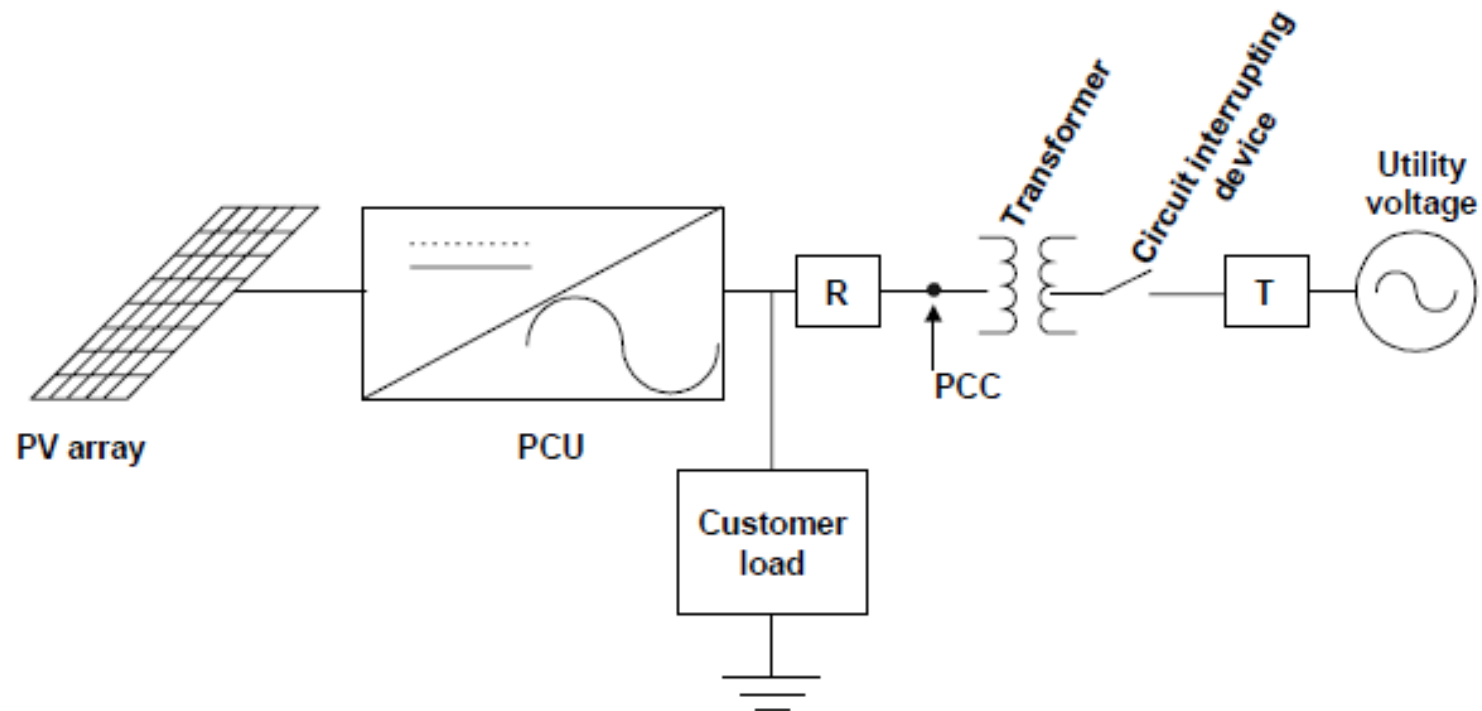 Transformer
Circuit interrupting
device
Utility
voltage
R
T
PCC
PV array
PCU
Customer
load